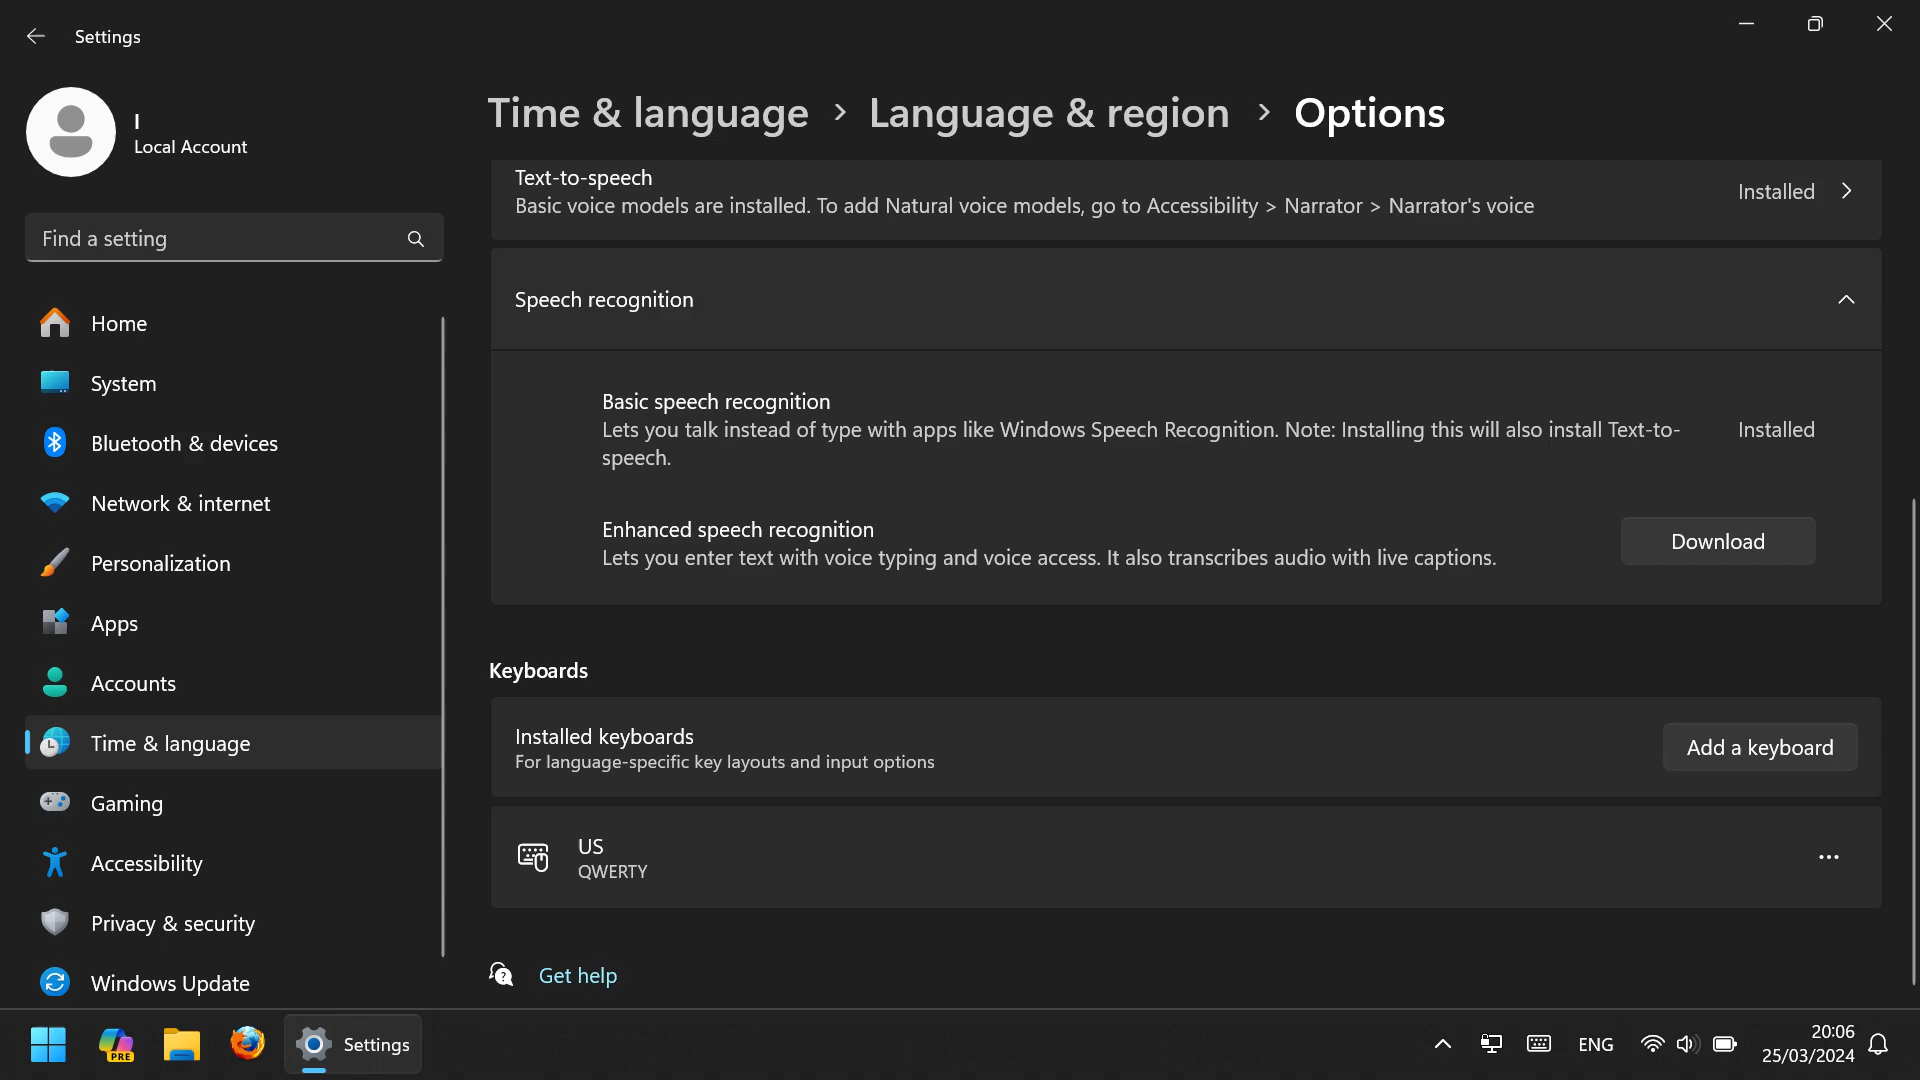 Settings
I
Local Account
Find a setting
Home
System
Bluetooth & devices
Network & internet
Personalization
Apps
Accounts
Time & language
Gaming
Accessibility
Privacy & security
Windows Update
Time & language > Language & region > Options
Text-to-speech
Basic voice models are installed. To add Natural voice models, go to Accessibility > Narrator > Narrator's voice
Installed
Speech recognition
Basic speech recognition
Lets you talk instead of type with apps like Windows Speech Recognition. Note: Installing this will also install Text-to-
speech.
Installed
Enhanced speech recognition
Lets you enter text with voice typing and voice access. It also transcribes audio with live captions.
Download
Keyboards
Installed keyboards
For language-specific key layouts and input options
Add a keyboard
US
QWERTY
Get help
PRE
Settings
ENG
20:06
25/03/2024